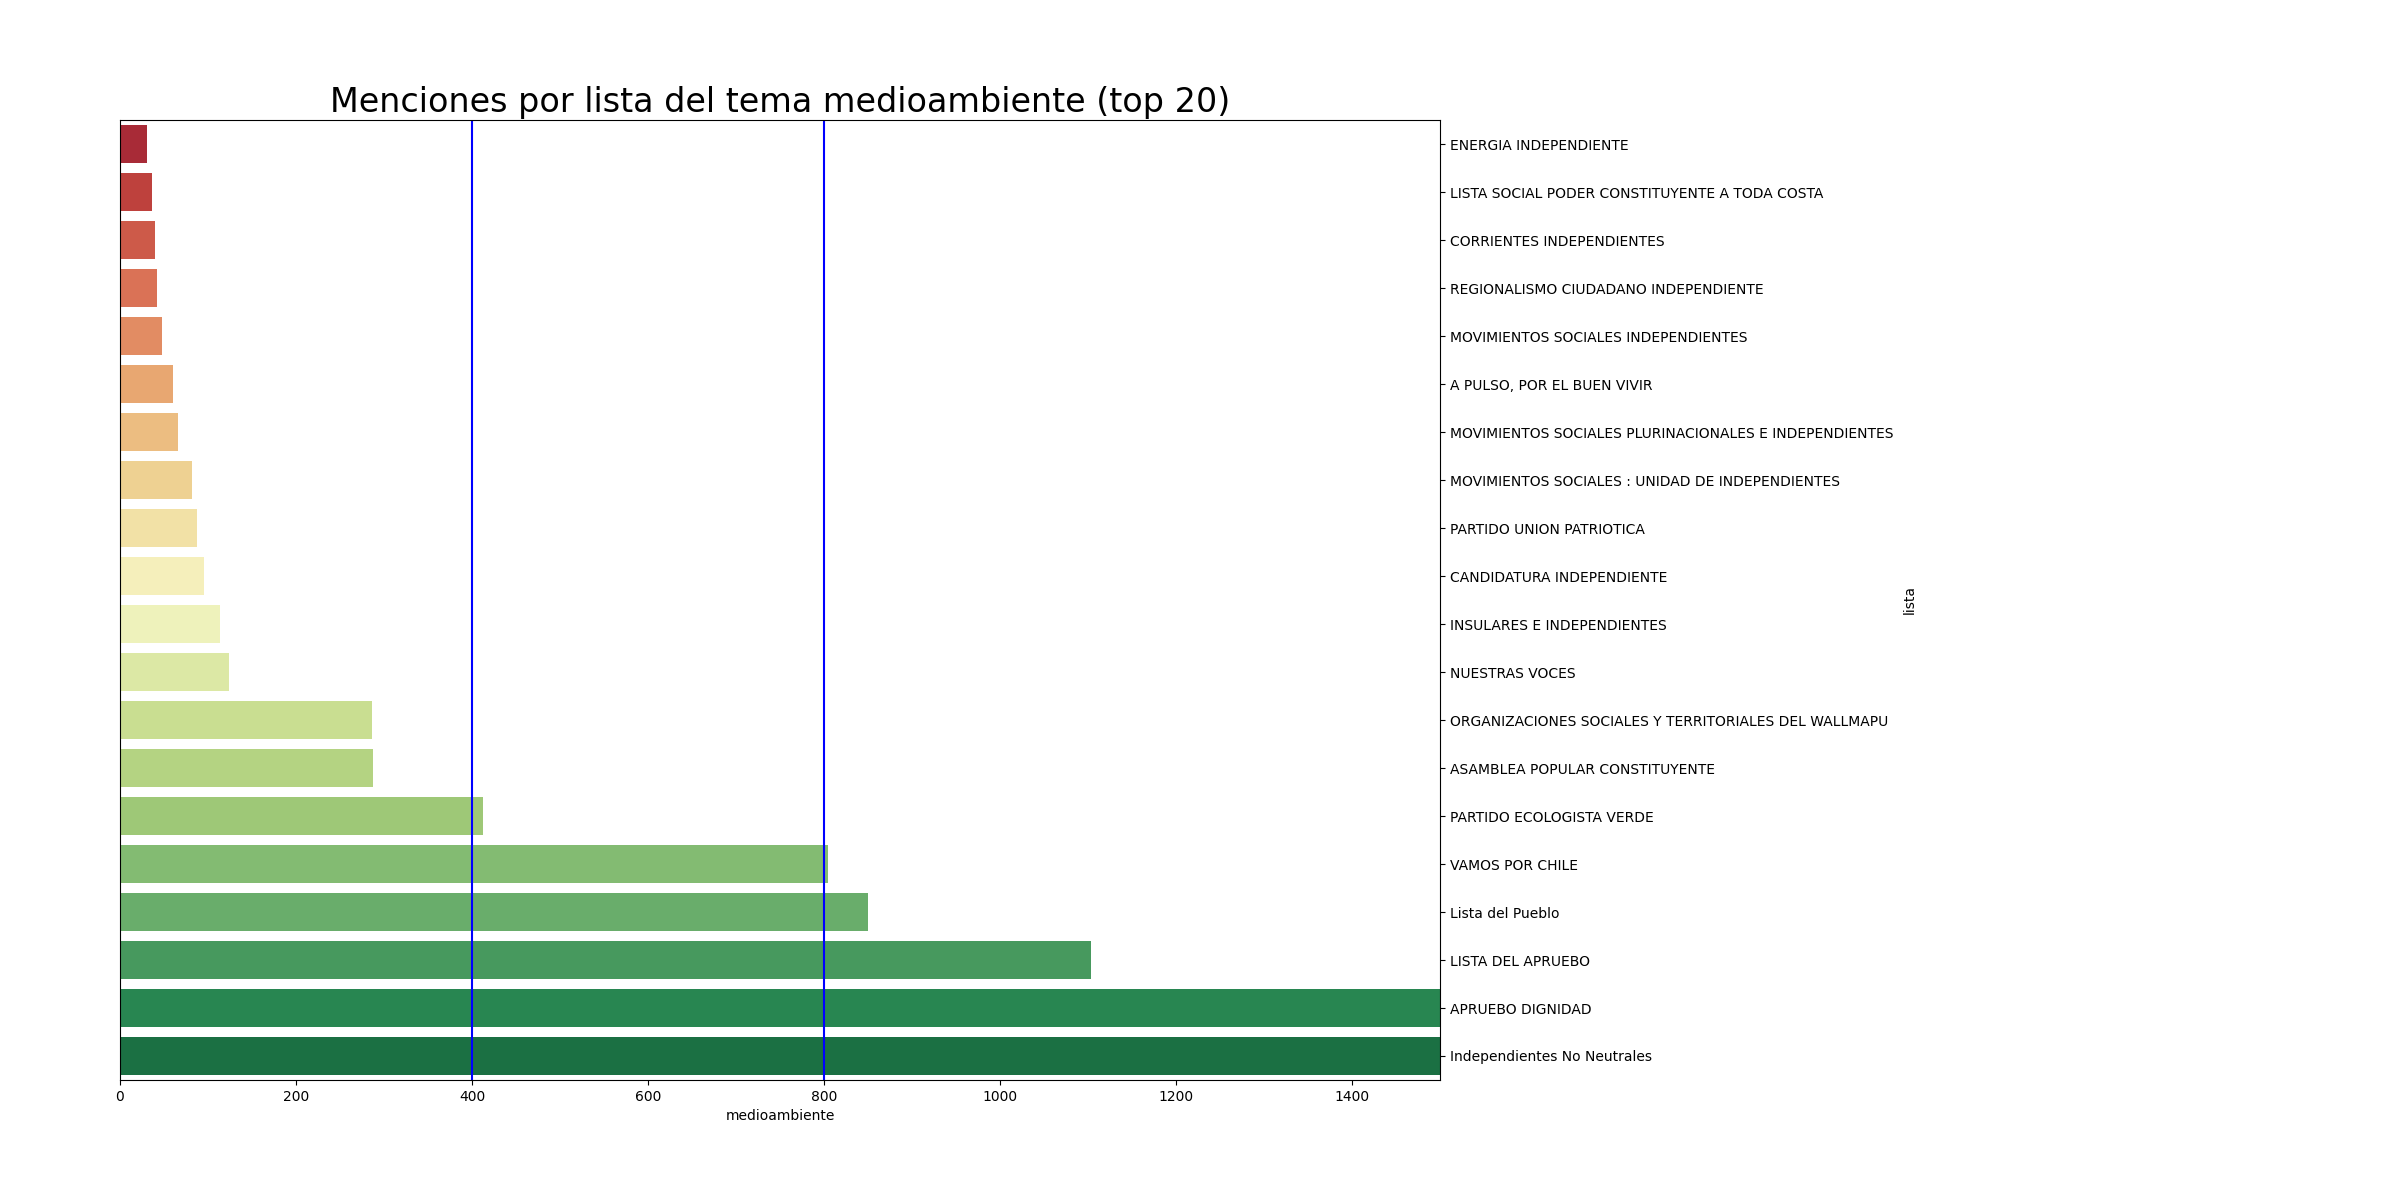 Menciones por lista del tema medioambiente (top 20)
ENERGIA INDEPENDIENTE
LISTA SOCIAL PODER CONSTITUYENTE A TODA COSTA
CORRIENTES INDEPENDIENTES
REGIONALISMO CIUDADANO INDEPENDIENTE
MOVIMIENTOS SOCIALES INDEPENDIENTES
A PULSO, POR EL BUEN VIVIR
MOVIMIENTOS SOCIALES PLURINACIONALES E INDEPENDIENTES
MOVIMIENTOS SOCIALES : UNIDAD DE INDEPENDIENTES
PARTIDO UNION PATRIOTICA
CANDIDATURA INDEPENDIENTE
INSULARES E INDEPENDIENTES
NUESTRAS VOCES
ORGANIZACIONES SOCIALES Y TERRITORIALES DEL WALLMAPU
ASAMBLEA POPULAR CONSTITUYENTE
PARTIDO ECOLOGISTA VERDE
VAMOS POR CHILE
Lista del Pueblo
LISTA DEL APRUEBO
APRUEBO DIGNIDAD
Independientes No Neutrales
lista
0 200 400 600 800 1000 1200 1400
medioambiente